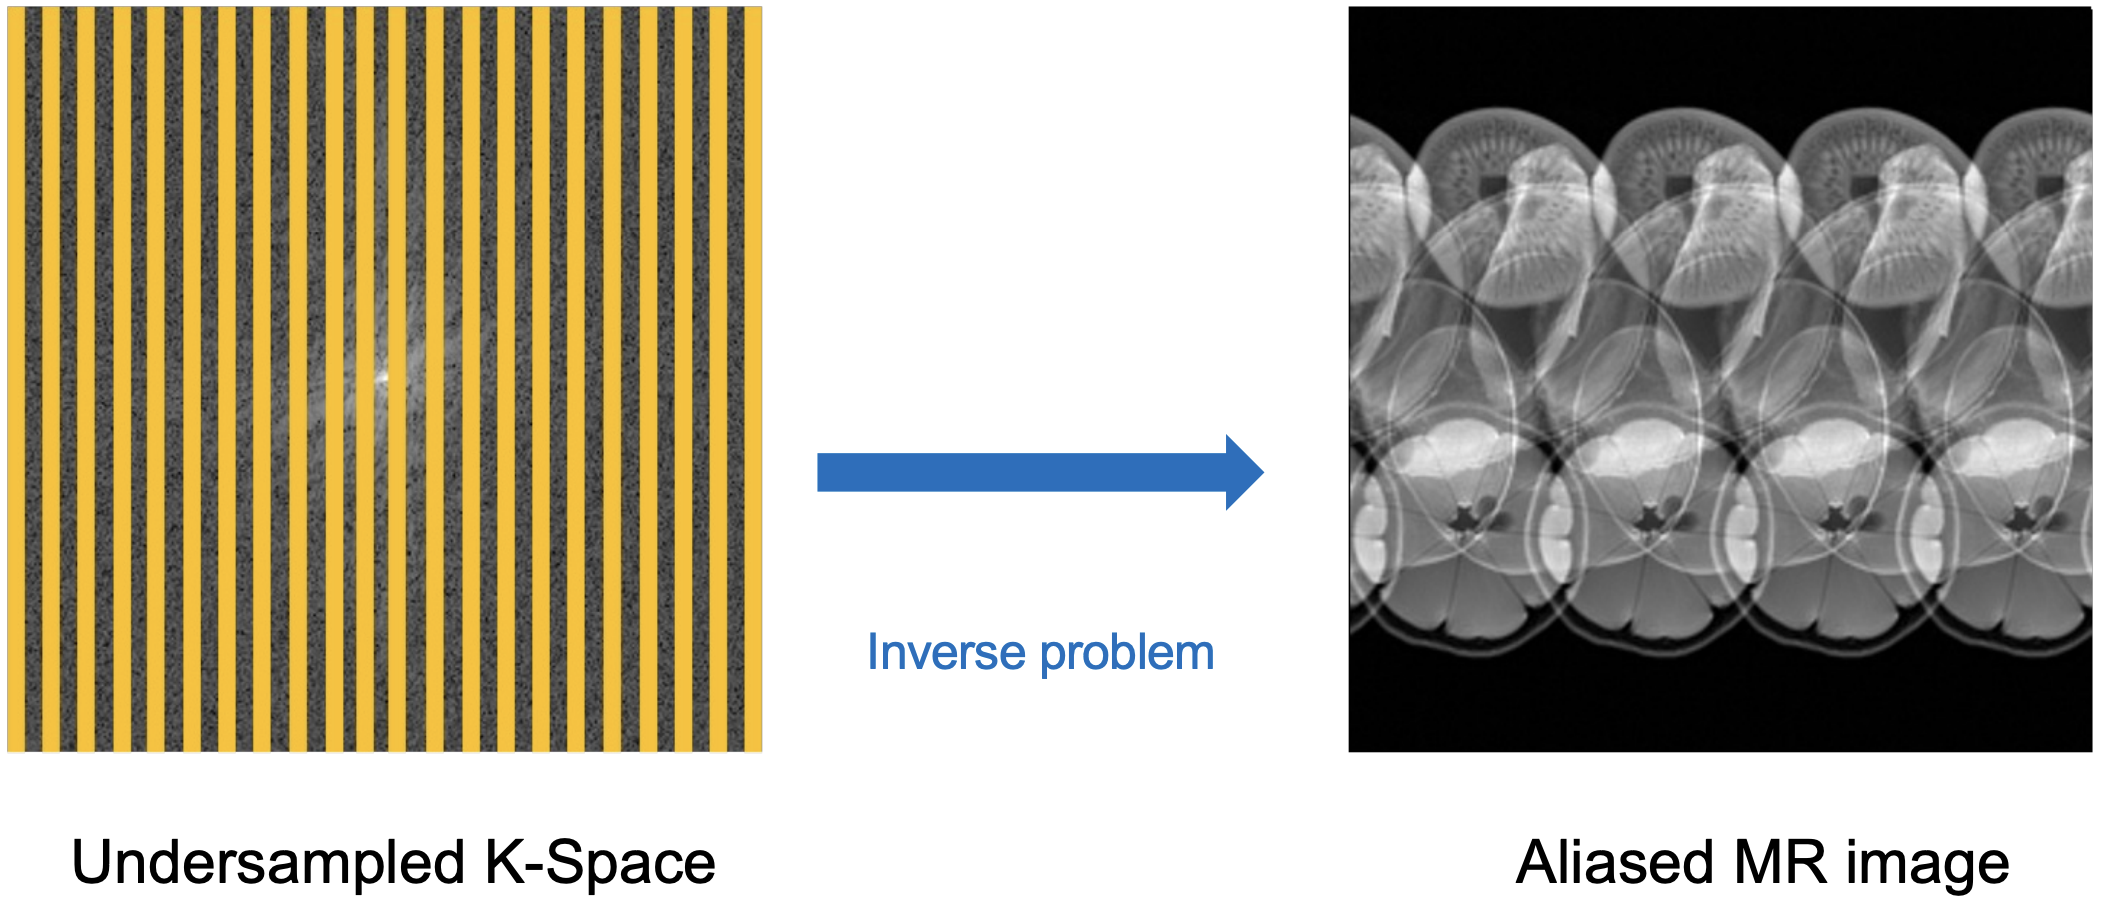 Inverse problem
Undersampled K-Space
Aliased MR image